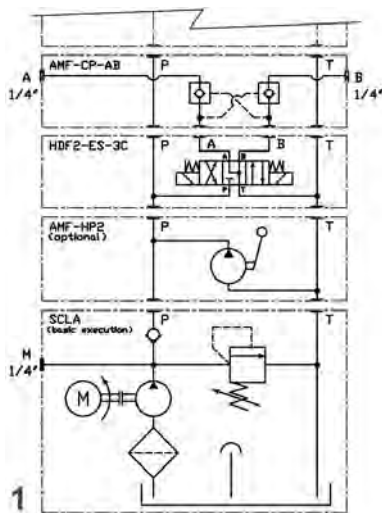 P T
A AMF-CP-AB B
1/4" 1/4"
P A B T
HDF2-ES-3C
A B
P T
AMF-HP2 P T
(optional)
SCLA P T
(basic execution)
M
1/4"
M
1